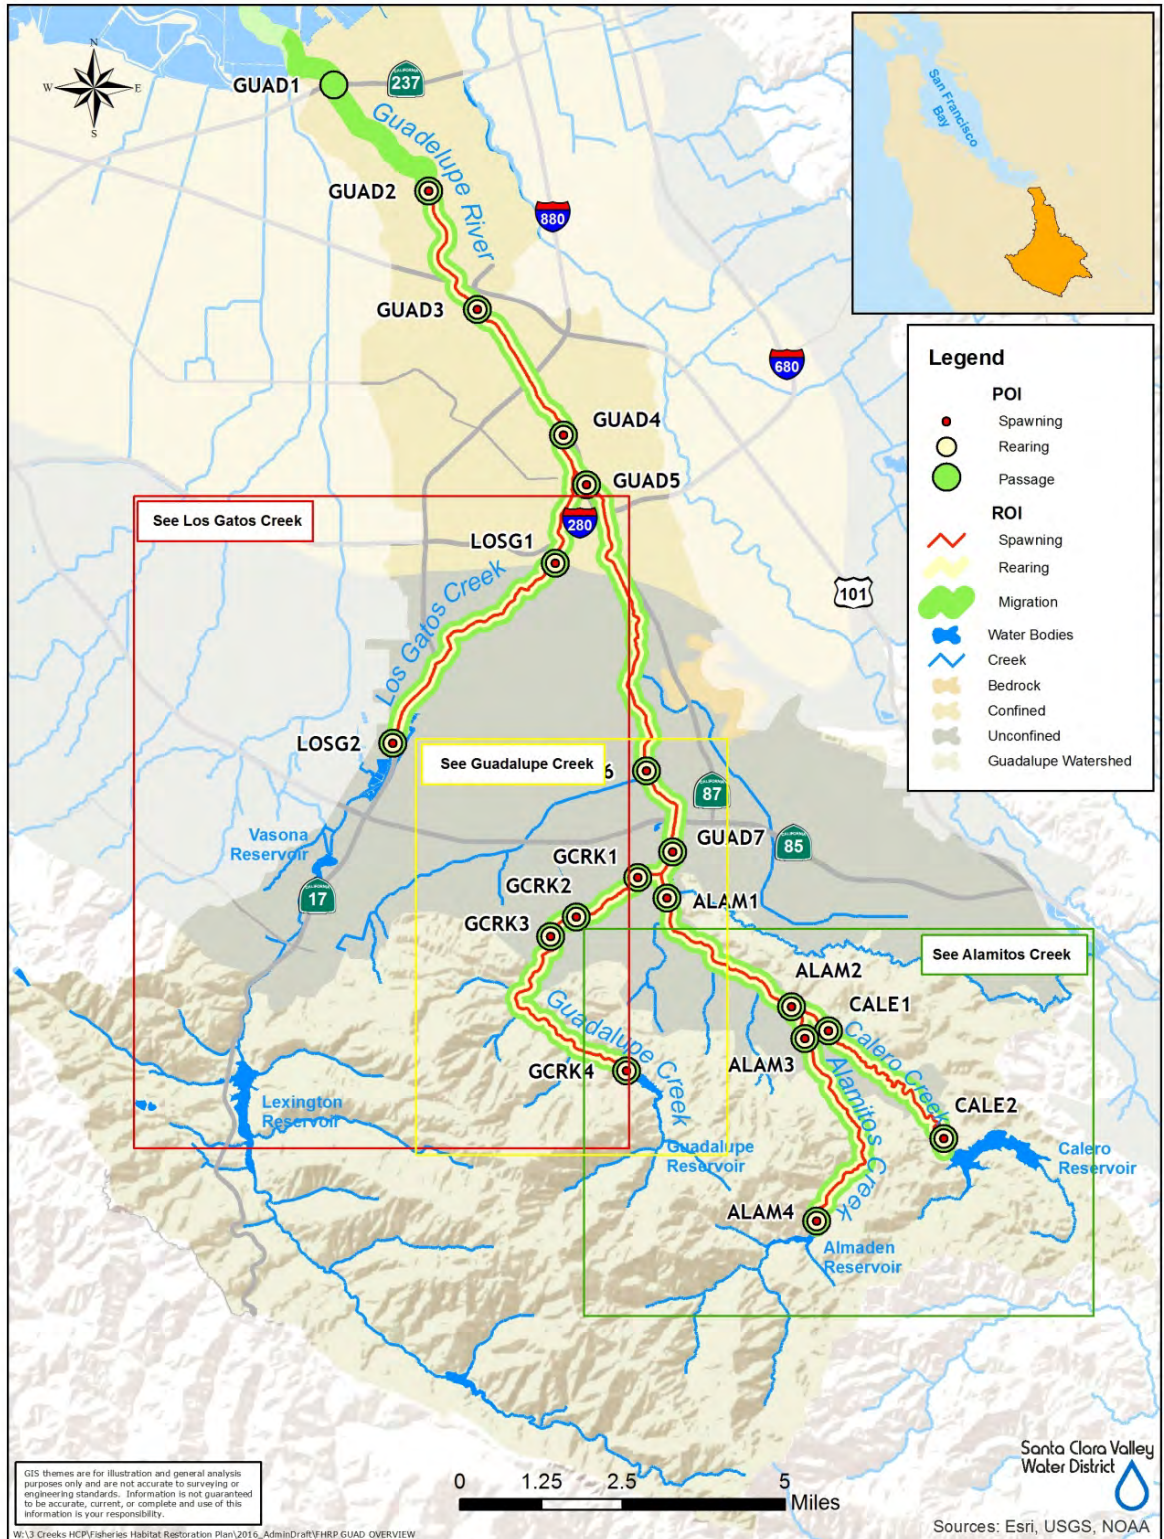 N
W
E
S
GUAD1
CALIFORNIA
237
San Francisco
Bay
Guadelupe River
GUAD2
880
GUAD3
680
GUAD4
GUAD5
See Los Gatos Creek
280
LOSG1
101
Los Gatos Creek
LOSG2
See Guadalupe Creek
6
CALIFORNIA
87
GUAD7
CALIFORNIA
85
Vasona
Reservoir
GCRK1
GCRK2
CALIFORNIA
17
ALAM1
GCRK3
See Alamitos Creek
ALAM2
CALE1
Guadalupe Creek
Calero Creek
ALAM3
GCRK4
Alamitos Creek
Lexington
Reservoir
CALE2
Guadalupe
Reservoir
Calero
Reservoir
ALAM4
Almaden
Reservoir
Legend
POI
Spawning
Rearing
Passage
ROI
Spawning
Rearing
Migration
Water Bodies
Creek
Bedrock
Confined
Unconfined
Guadalupe Watershed
Santa Clara Valley
Water District
GIS themes are for illustration and general analysis
purposes only and are not accurate to surveying or
engineering standards. Information is not guaranteed
to be accurate, current, or complete and use of this
information is your responsibility.
0 1.25 2.5 5
Miles
Sources: Esri, USGS, NOAA
W:\3 Creeks HCP\Fisheries Habitat Restoration Plan\2016_AdminDraft\FHRP GUAD OVERVIEW